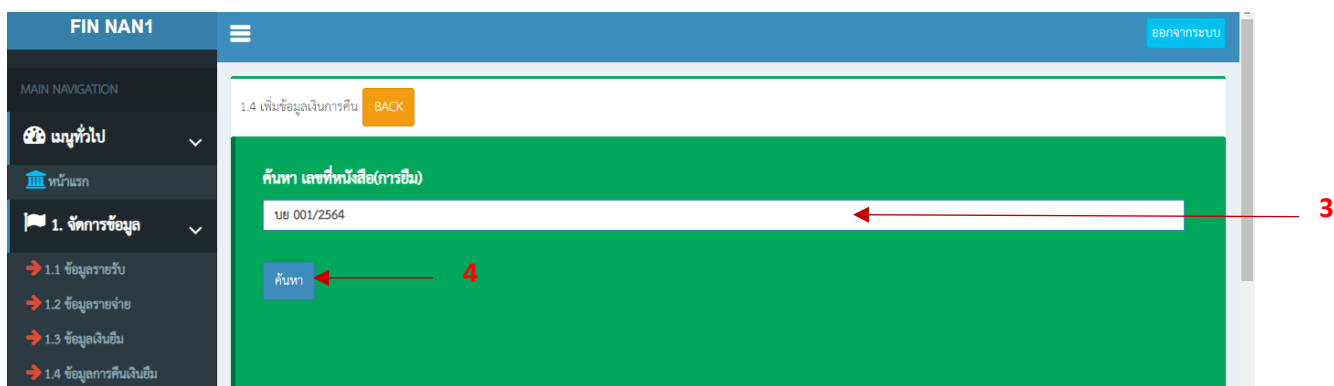 FIN NAN1
ออกจากระบบ
MAIN NAVIGATION
เมนูทั่วไป
หน้าแรก
1. จัดการข้อมูล
1.1 ข้อมูลรายรับ
1.2 ข้อมูลรายจ่าย
1.3 ข้อมูลเงินยืม
1.4 ข้อมูลการคืนเงินยืม
1.4 เพิ่มข้อมูลเงินการคืน BACK
ค้นหา เลขที่หนังสือ(การยืม)
บย 001/2564
3
ค้นหา
4